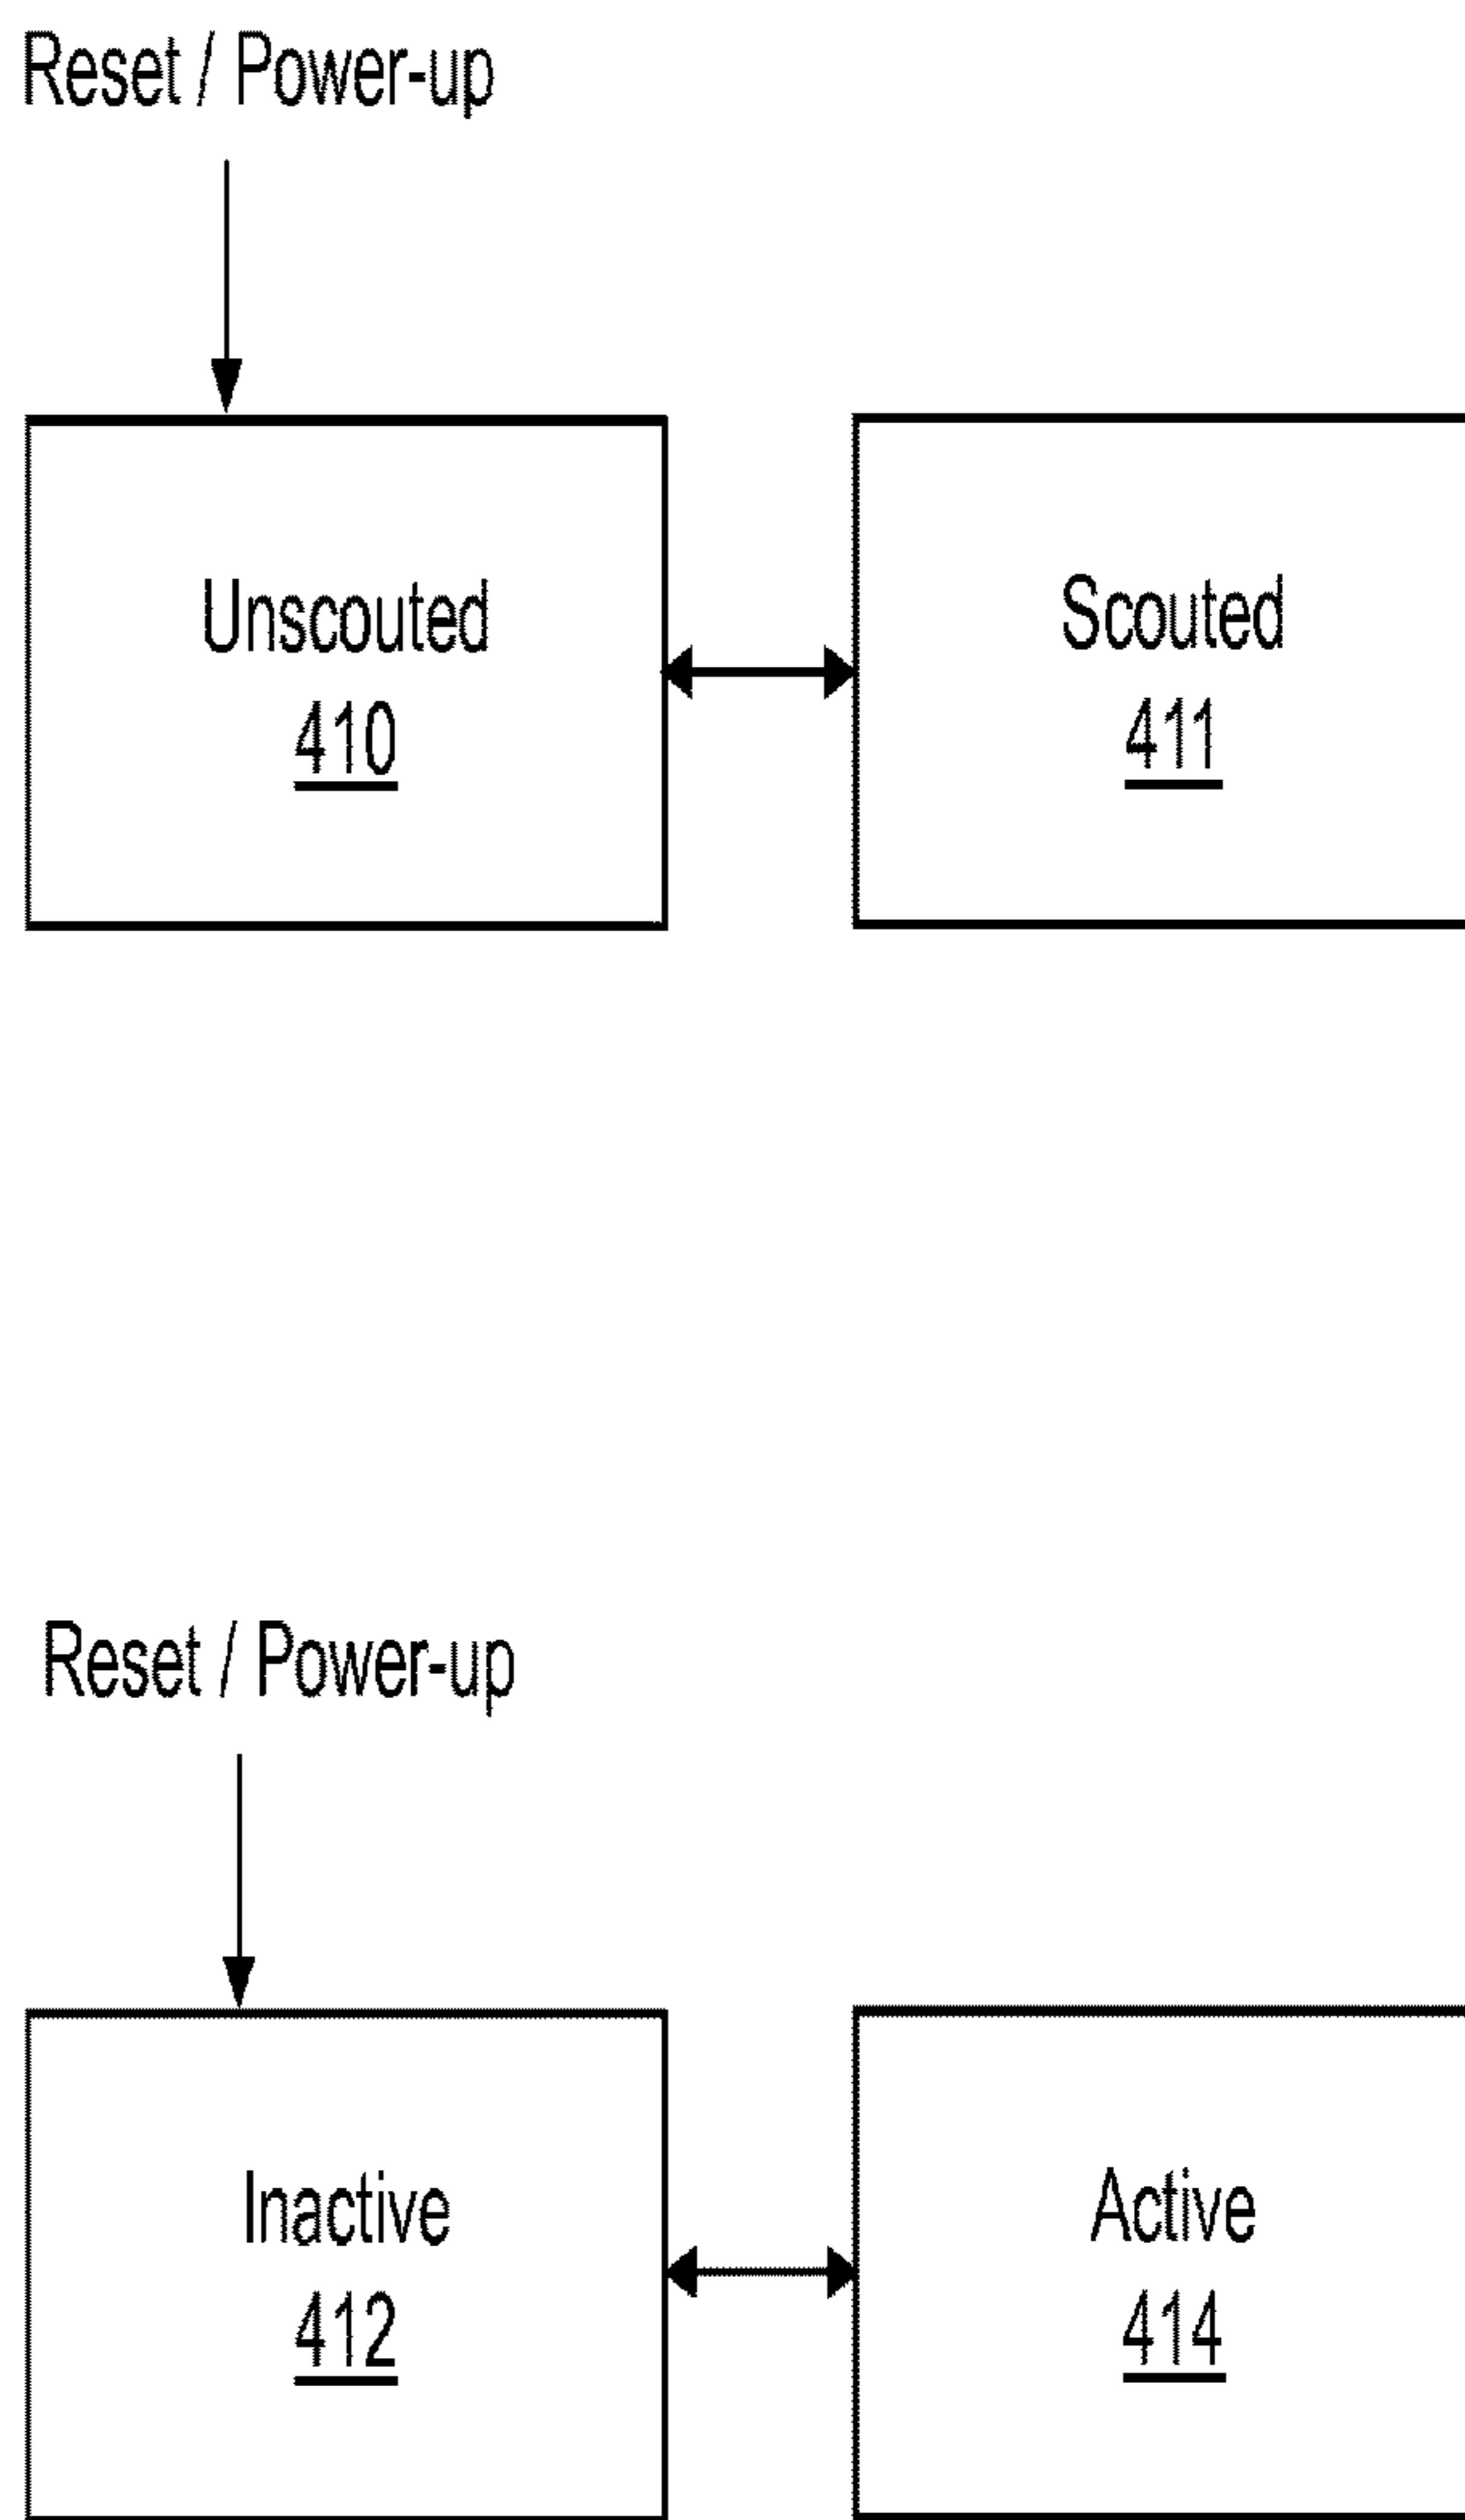 Reset / Power-up
Unscouted
410
Scouted
411
Reset / Power-up
Inactive
412
Active
414